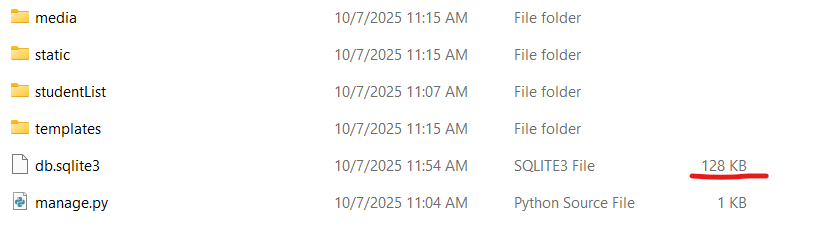 media 10/7/2025 11:15 AM File folder
static 10/7/2025 11:15 AM File folder
studentList 10/7/2025 11:07 AM File folder
templates 10/7/2025 11:15 AM File folder
db.sqlite3 10/7/2025 11:54 AM SQLITE3 File 128 KB
manage.py 10/7/2025 11:04 AM Python Source File 1 KB